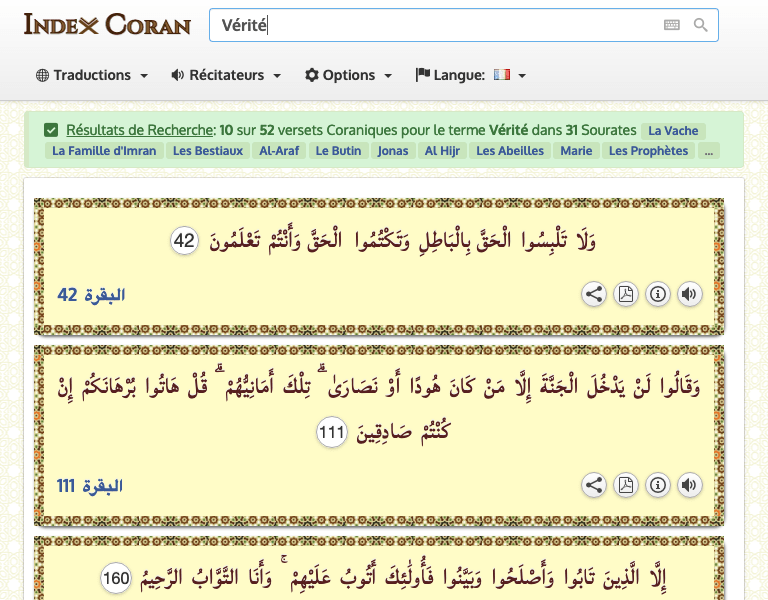 INDEX CORAN
Vérité
Traductions Récitateurs Options Langue:
Résultats de Recherche: 10 sur 52 versets Coraniques pour le terme Vérité dans 31 Sourates La Vache
La Famille d'Imran Les Bestiaux Al-Araf Le Butin Jonas Al Hijr Les Abeilles Marie Les Prophètes ...
وَلَا تَلْبِسُوا الْحَقَّ بِالْبَاطِلِ وَتَكْتُمُوا الْحَقَّ وَأَنْتُمْ تَعْلَمُونَ 42
البقرة 42
وَقَالُوا لَنْ يَدْخُلَ الْجَنَّةَ إِلَّا مَنْ كَانَ هُودًا أَوْ نَصَارَىٰ ۗ تِلْكَ أَمَانِيُّهُمْ ۗ قُلْ هَاتُوا بُرْهَانَكُمْ إِنْ
كُنْتُمْ صَادِقِينَ 111
البقرة 111
إِلَّا الَّذِينَ تَابُوا وَأَصْلَحُوا وَبَيَّنُوا فَأُولَٰئِكَ أَتُوبُ عَلَيْهِمْ ۚ وَأَنَا التَّوَّابُ الرَّحِيمُ 160